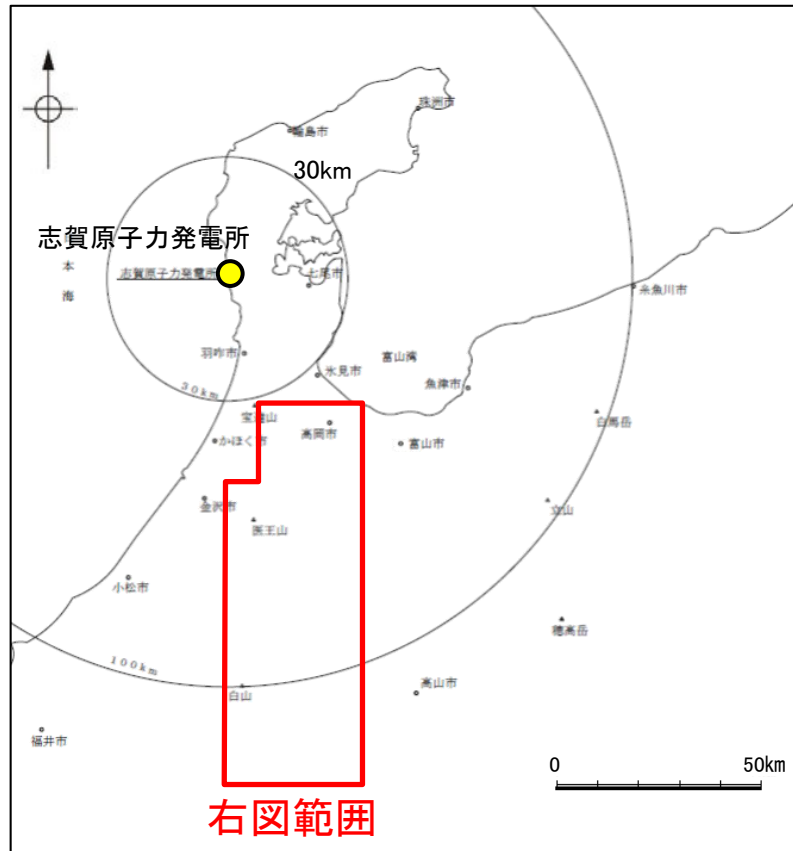 珠洲市
輪島市
30km
志賀原子力発電所
本
海
志賀原子力発電所
七尾市
糸魚川市
羽咋市
富山湾
氷見市
魚津市
30km
白馬岳
宝達山
高岡市
かほく市
富山市
金沢市
立山
医王山
小松市
穂高岳
100km
白山
高山市
福井市
0 50km
右図範囲